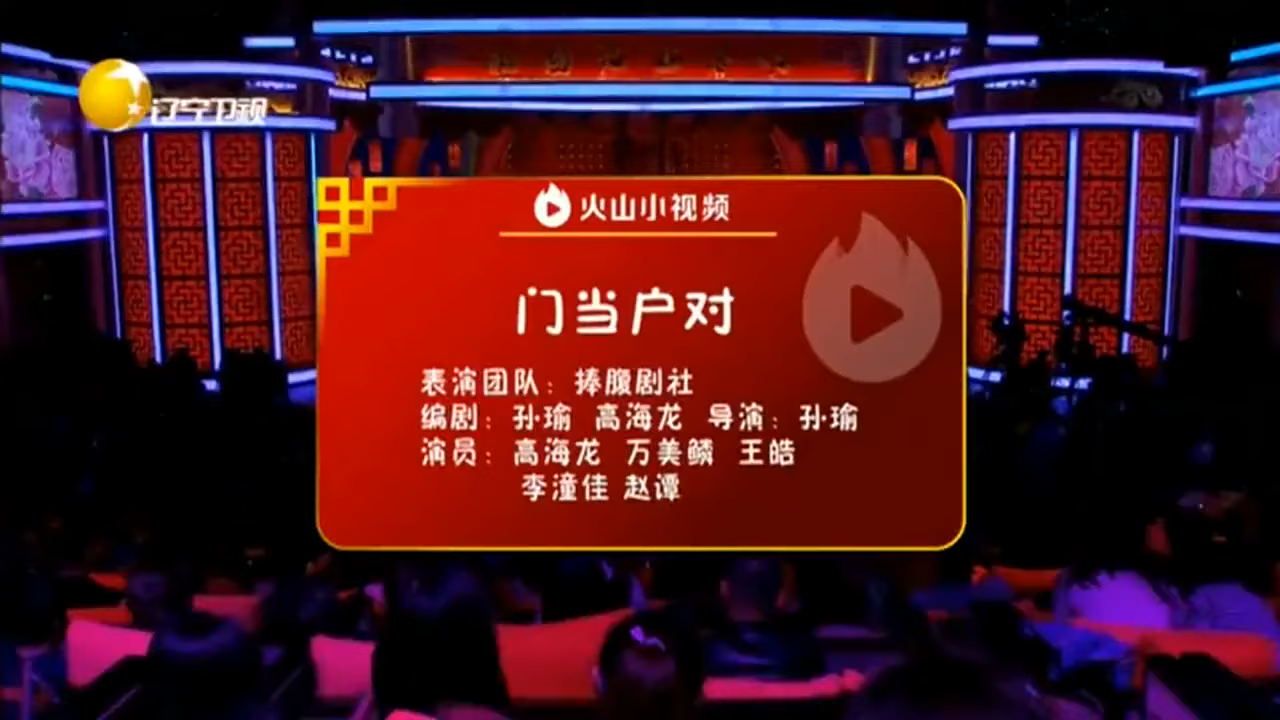 辽宁卫视
火山小视频
门当户对
表演团队：捧腹剧社
编剧：孙瑜 高海龙 导演：孙瑜
演员：高海龙 万美鳞 王皓
李潼佳 赵谭